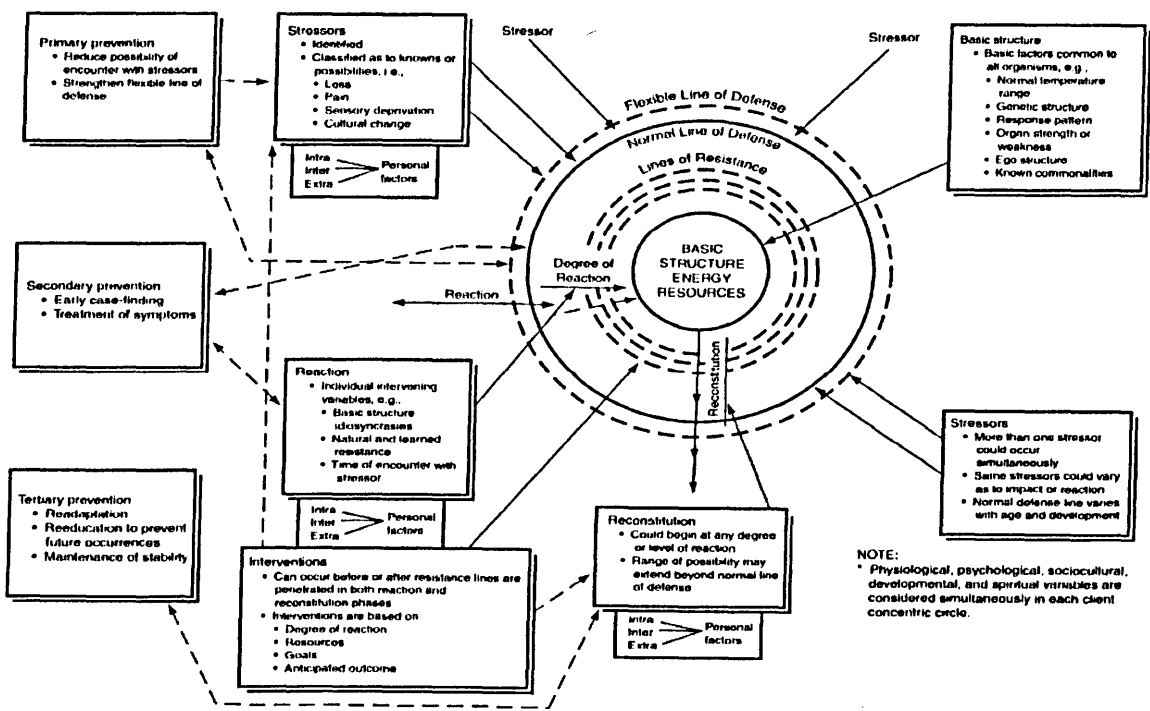 Primary prevention
• Reduce possibility of
encounter with stressors
• Strengthen flexible line of
defense
Stressors
• Identified
• Classified as to knowns or
possibilities, i.e.,
• Loss
• Pain
• Sensory deprivation
• Cultural change
Intra
Inter
Extra
Personal
factors
Stressor
Stressor
Basic structure
• Basic factors common to
all organisms, e.g.,
• Normal temperature
range
• Genetic structure
• Response pattern
• Organ strength or
weakness
• Ego structure
• Known commonalities
Flexible Line of Defense
Normal Line of Defense
Lines of Resistance
BASIC
STRUCTURE
ENERGY
RESOURCES
Degree of
Reaction
Reaction
Reconstitution
Secondary prevention
• Early case-finding
• Treatment of symptoms
Reaction
• Individual intervening
variables, e.g.,
• Basic structure
idiosyncrasies
• Natural and learned
resistance
• Time of encounter with
stressor
Intra
Inter
Extra
Personal
factors
Stressors
• More than one stressor
could occur
simultaneously
• Same stressors could vary
as to impact or reaction
• Normal defense line varies
with age and development
Tertiary prevention
• Readaptation
• Reeducation to prevent
future occurrences
• Maintenance of stability
Interventions
• Can occur before or after resistance lines are
penetrated in both reaction and
reconstitution phases
• Interventions are based on
• Degree of reaction
• Resources
• Goals
• Anticipated outcome
Reconstitution
• Could begin at any degree
or level of reaction
• Range of possibility may
extend beyond normal line
of defense
Intra
Inter
Extra
Personal
factors
NOTE:
* Physiological, psychological, sociocultural,
developmental, and spiritual variables are
considered simultaneously in each client
concentric circle.